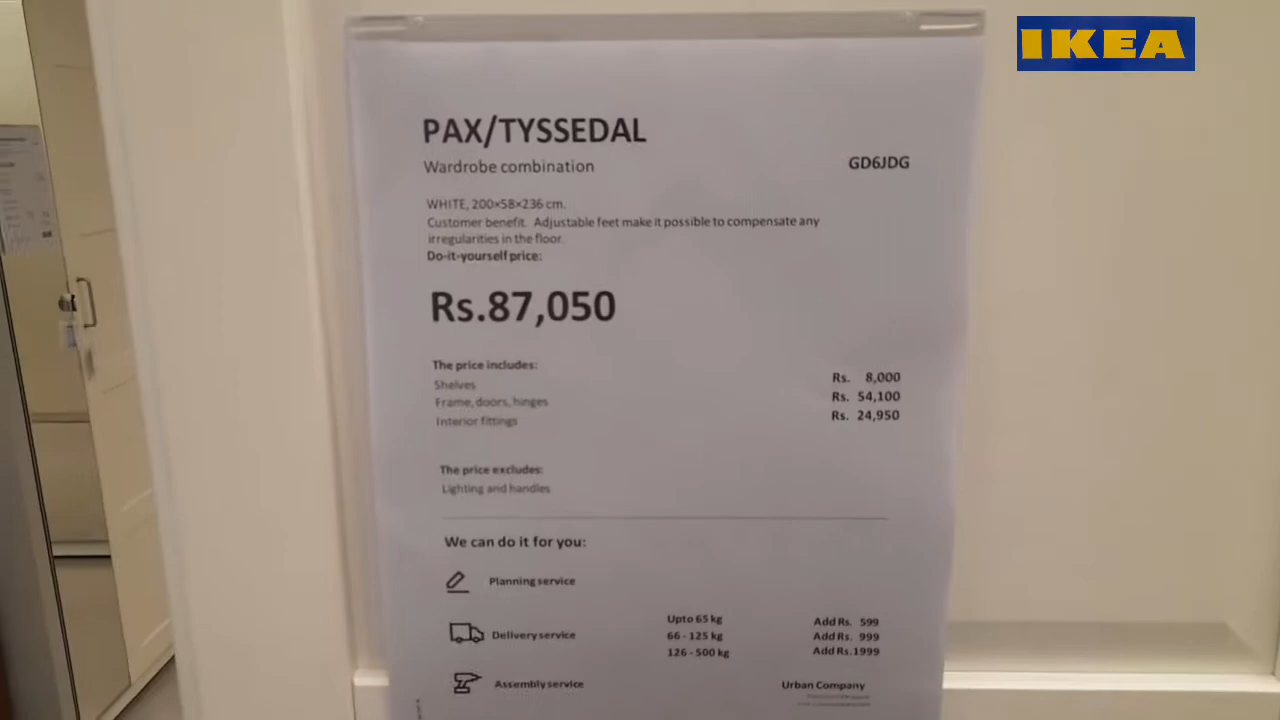 IKEA
PAX/TYSSEDAL
Wardrobe combination GD6JDG
WHITE, 200×58×236 cm.
Customer benefit. Adjustable feet make it possible to compensate any
irregularities in the floor.
Do-it-yourself price:
Rs.87,050
The price includes:
Shelves Rs. 8,000
Frame, doors, hinges Rs. 54,100
Interior fittings Rs. 24,950
The price excludes:
Lighting and handles
We can do it for you:
Planning service
Delivery service
Upto 65 kg Add Rs. 599
66 - 125 kg Add Rs. 999
126 - 500 kg Add Rs.1999
Assembly service Urban Company